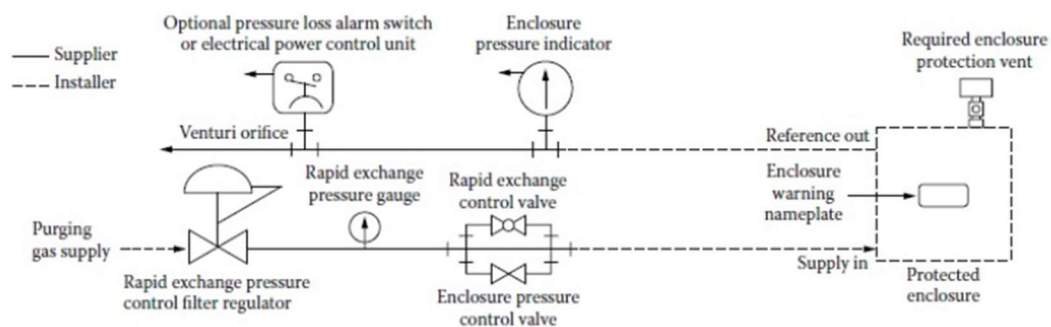 Optional pressure loss alarm switch
or electrical power control unit
Enclosure
pressure indicator
Required enclosure
protection vent
Supplier
Installer
Venturi orifice
Reference out
Rapid exchange
pressure gauge
Rapid exchange
control valve
Enclosure
warning
nameplate
Purging
gas supply
Supply in
Rapid exchange pressure
control filter regulator
Enclosure pressure
control valve
Protected
enclosure